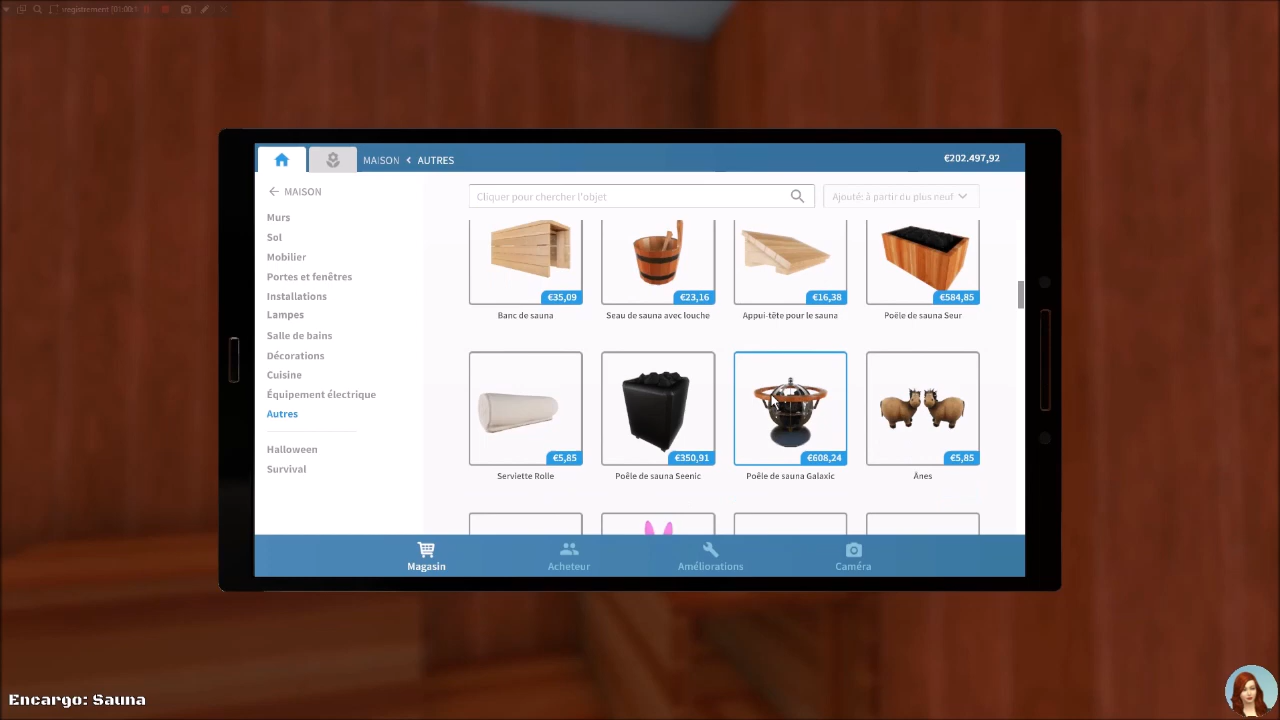 MAISON < AUTRES
€202.497,92
MAISON
Cliquer pour chercher l'objet
Ajouté: à partir du plus neuf
Murs
Sol
Mobilier
Portes et fenêtres
Installations
Lampes
Salle de bains
Décorations
Cuisine
Équipement électrique
Autres
Halloween
Survival
€35,09
€23,16
€16,38
€584,85
Banc de sauna
Seau de sauna avec louche
Appui-tête pour le sauna
Poêle de sauna Seur
€5,85
€350,91
€608,24
€5,85
Serviette Rolle
Poêle de sauna Seenic
Poêle de sauna Galaxic
Ânes
Magasin
Acheteur
Améliorations
Caméra
Encargo: Sauna